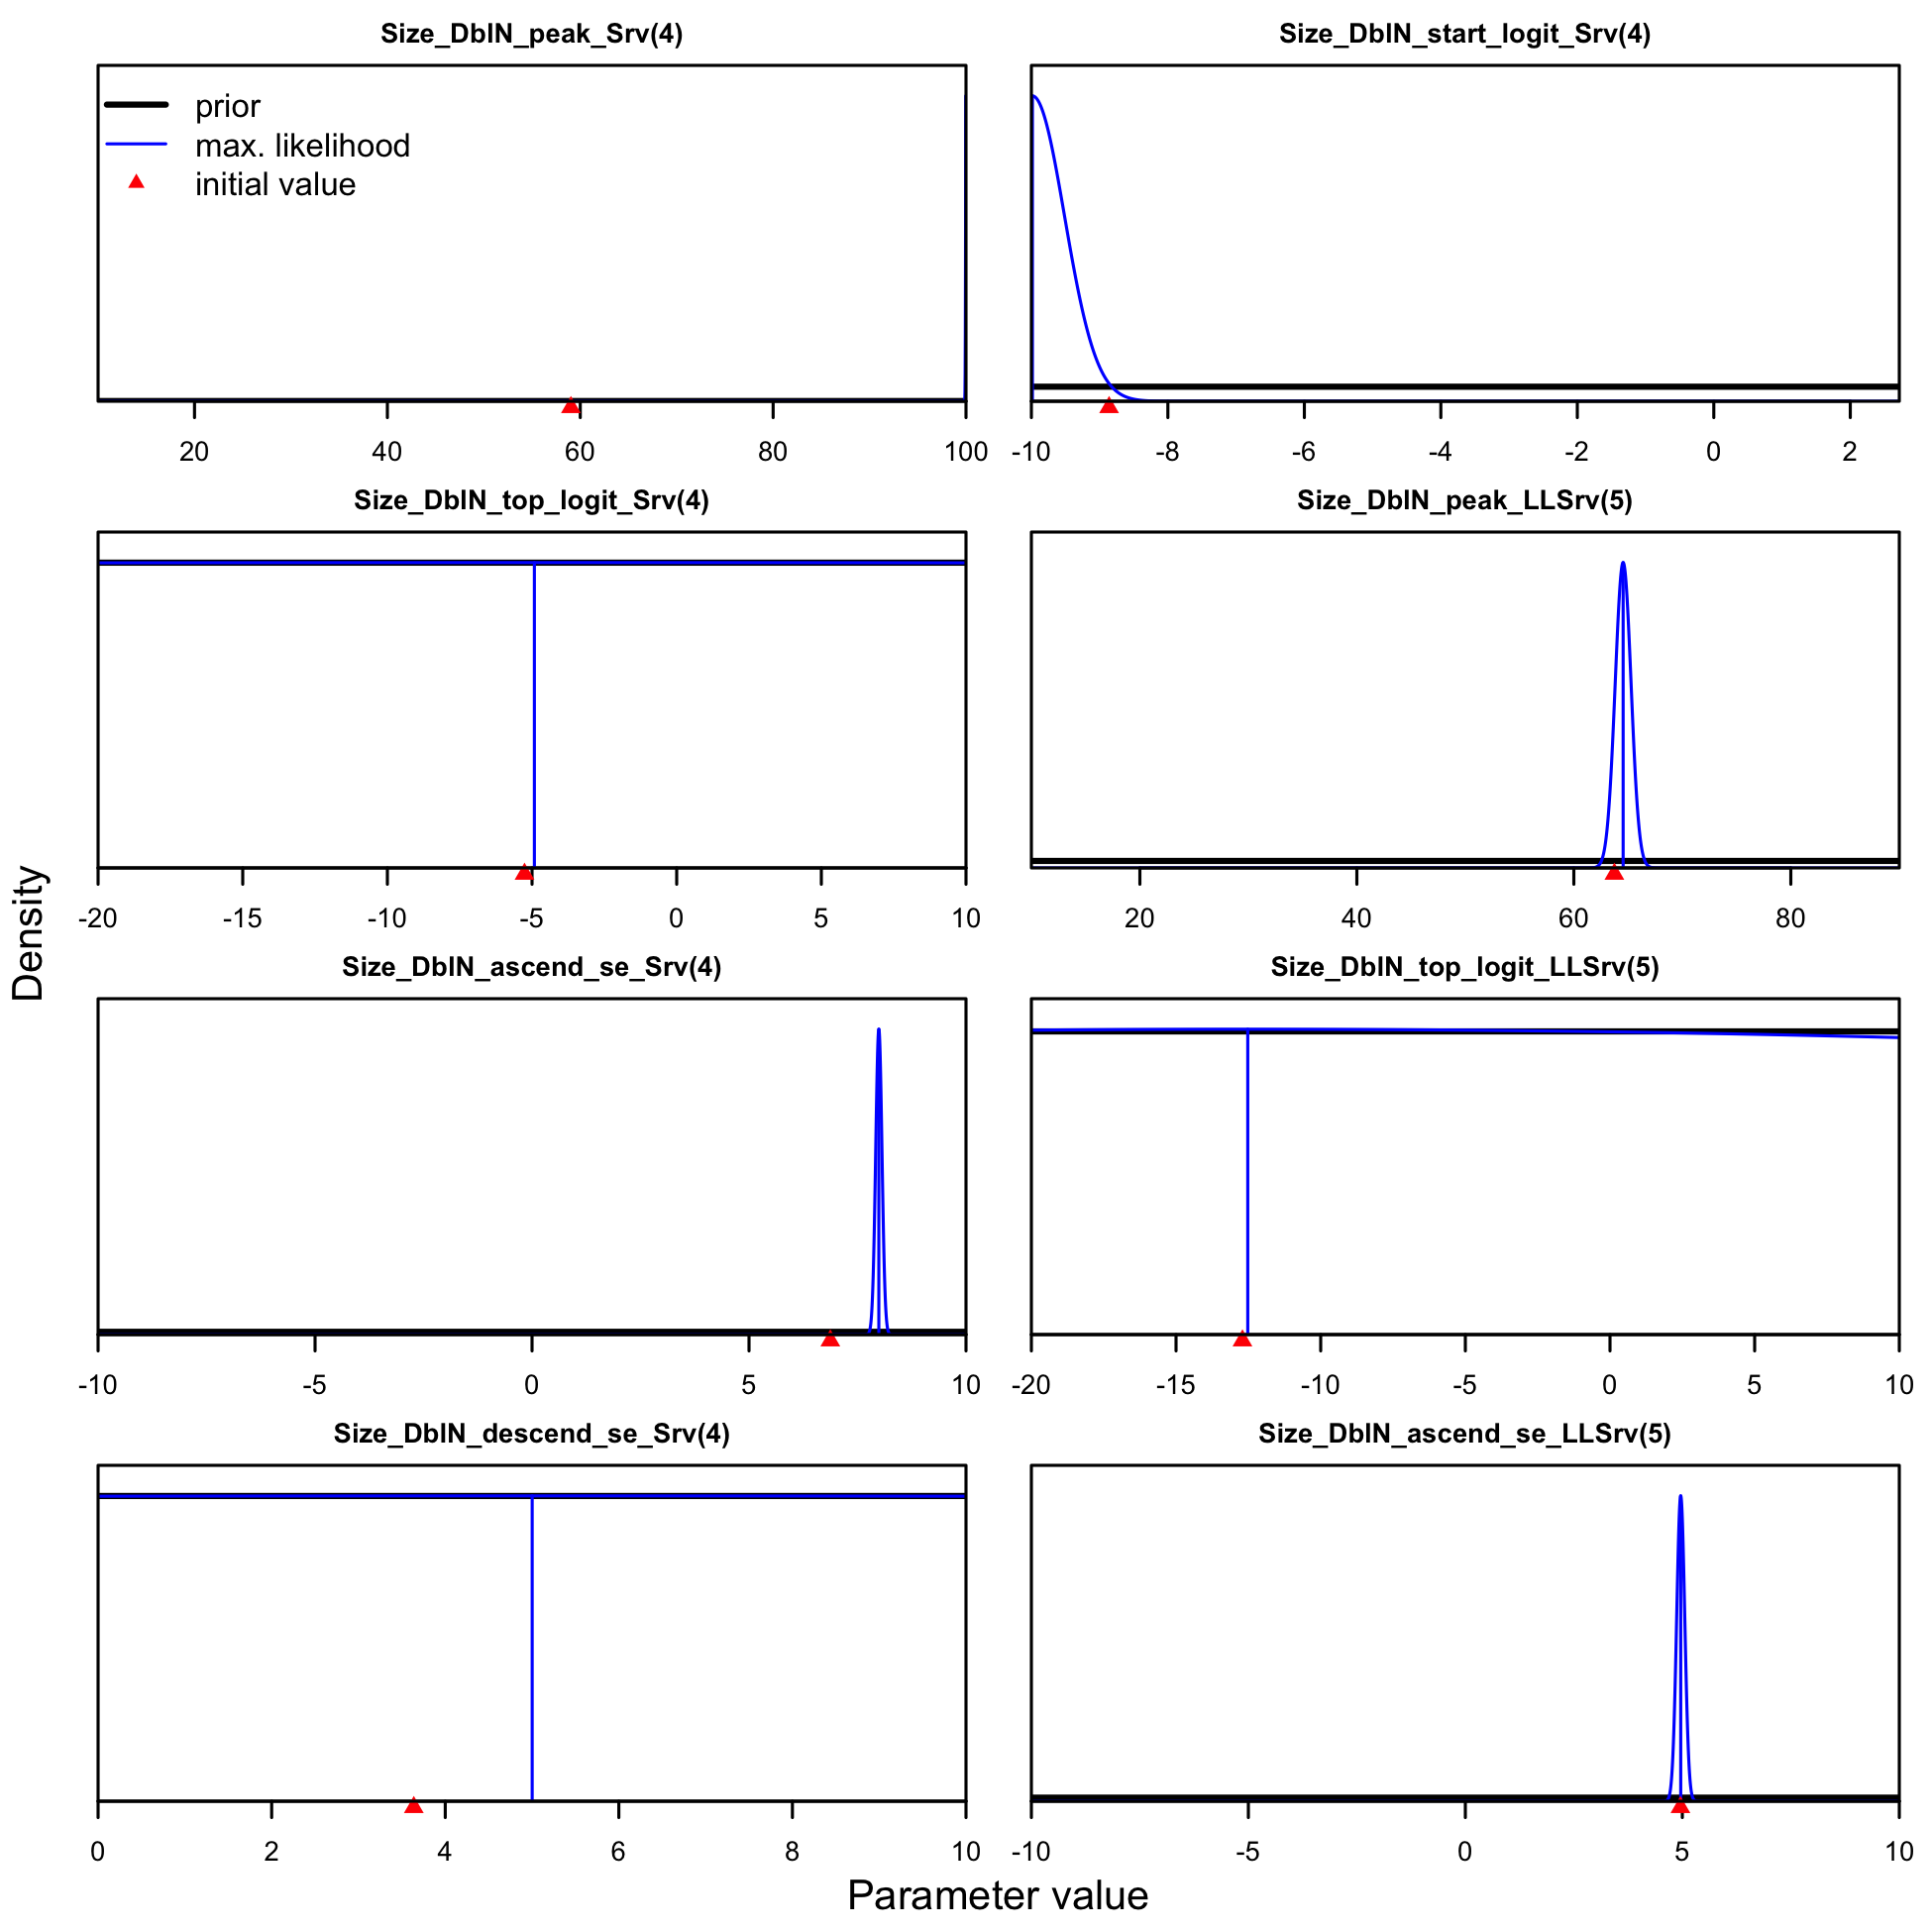 Size_DblN_peak_Srv(4)
prior
max. likelihood
initial value
20 40 60 80 100
Size_DblN_start_logit_Srv(4)
-10 -8 -6 -4 -2 0 2
Size_DblN_top_logit_Srv(4)
-20 -15 -10 -5 0 5 10
Size_DblN_peak_LLSrv(5)
20 40 60 80
Size_DblN_ascend_se_Srv(4)
-10 -5 0 5 10
Size_DblN_top_logit_LLSrv(5)
-20 -15 -10 -5 0 5 10
Size_DblN_descend_se_Srv(4)
0 2 4 6 8 10
Size_DblN_ascend_se_LLSrv(5)
-10 -5 0 5 10
Density
Parameter value